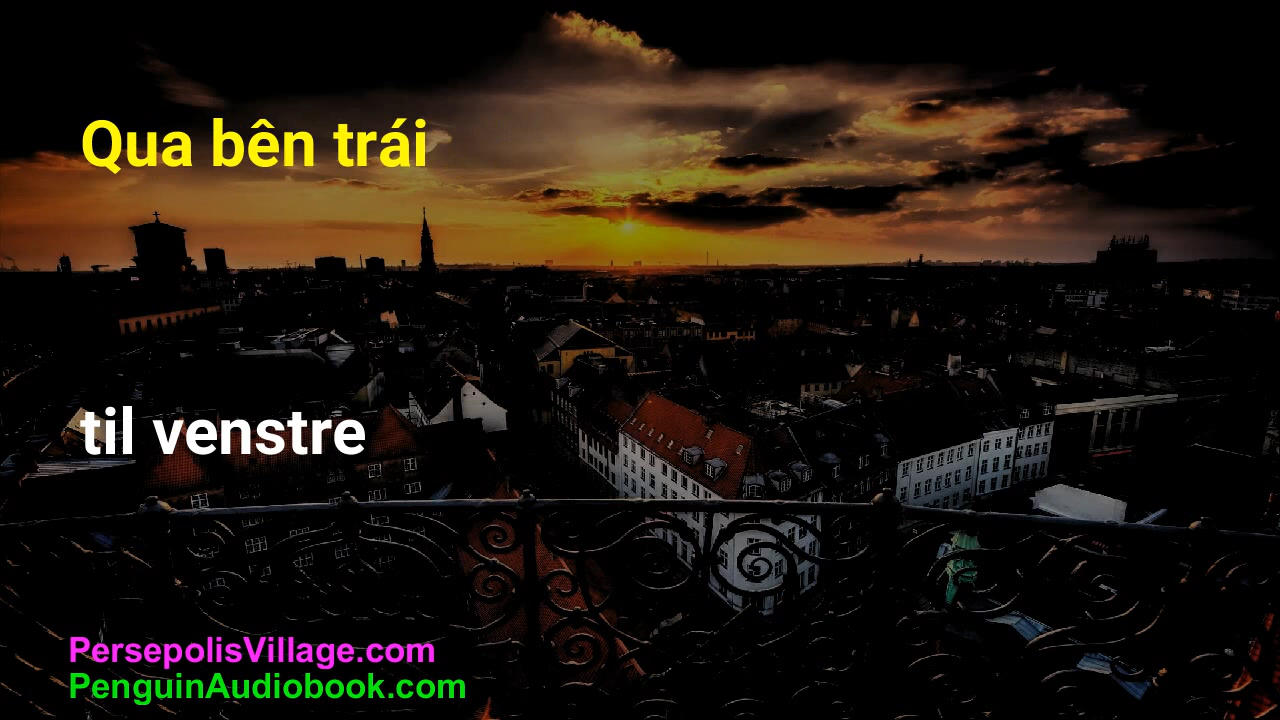 Qua bên trái
til venstre
PersepolisVillage.com
PenguinAudiobook.com